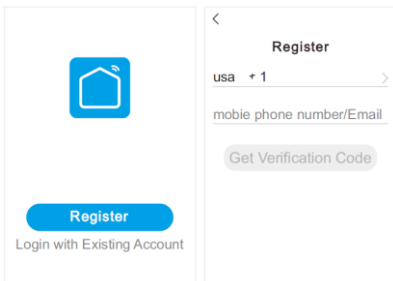 Register
Login with Existing Account
Register
usa + 1
mobie phone number/Email
Get Verification Code